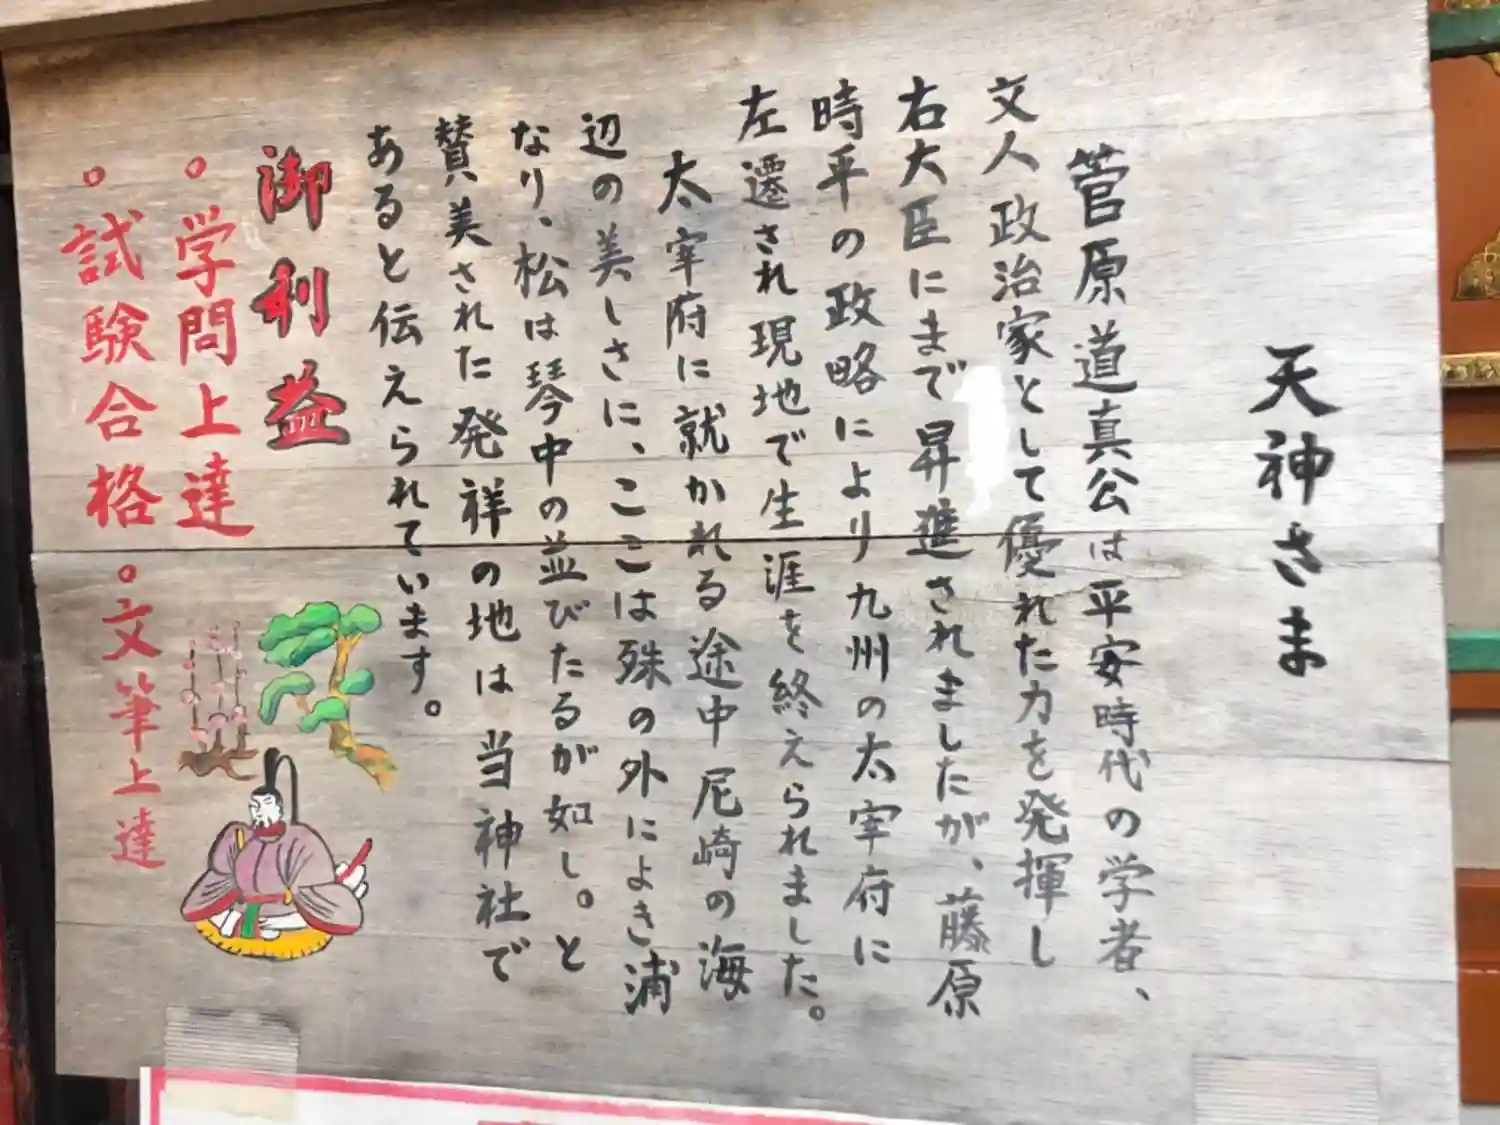 天神さま
菅原道真公は平安時代の学者、
文人政治家として優れた力を発揮し
右大臣にまで昇進されましたが、藤原
時平の政略により九州の太宰府に
左遷され現地で生涯を終えられました。
太宰府に就かれる途中尼崎の海
辺の美しさに、ここは殊の外によき浦
なり、松は琴中の並びたるが如し。と
賛美された発祥の地は当神社で
あると伝えられています。
御利益
。学問上達
。試験合格。文筆上達